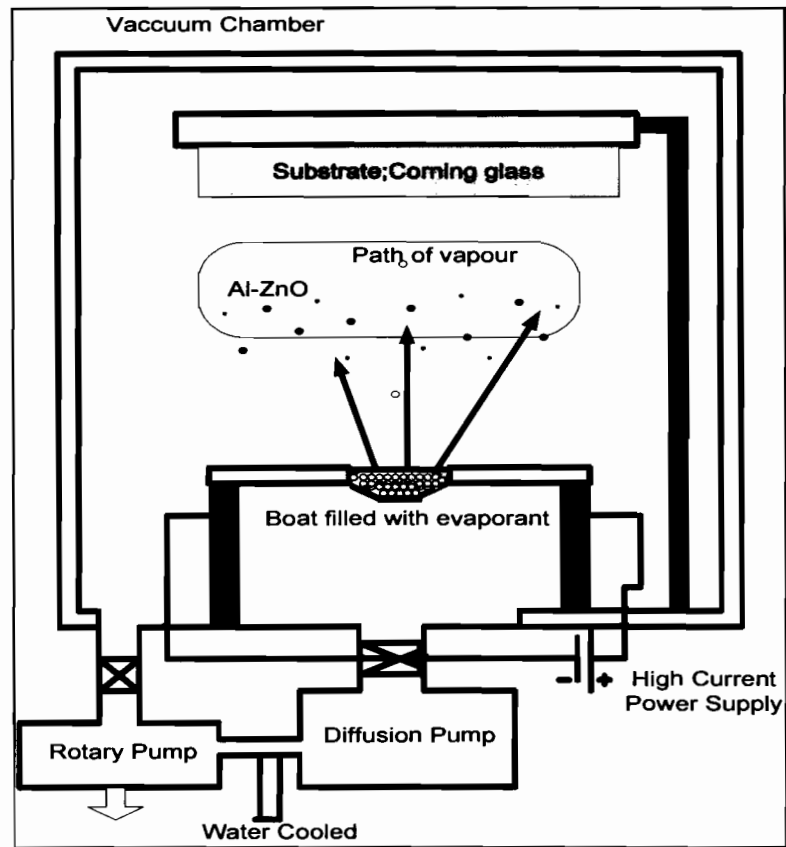 Vaccuum Chamber
Substrate;Corning glass
Path of vapour
Al-ZnO
Boat filled with evaporant
- +
High Current
Power Supply
Rotary Pump
Diffusion Pump
Water Cooled